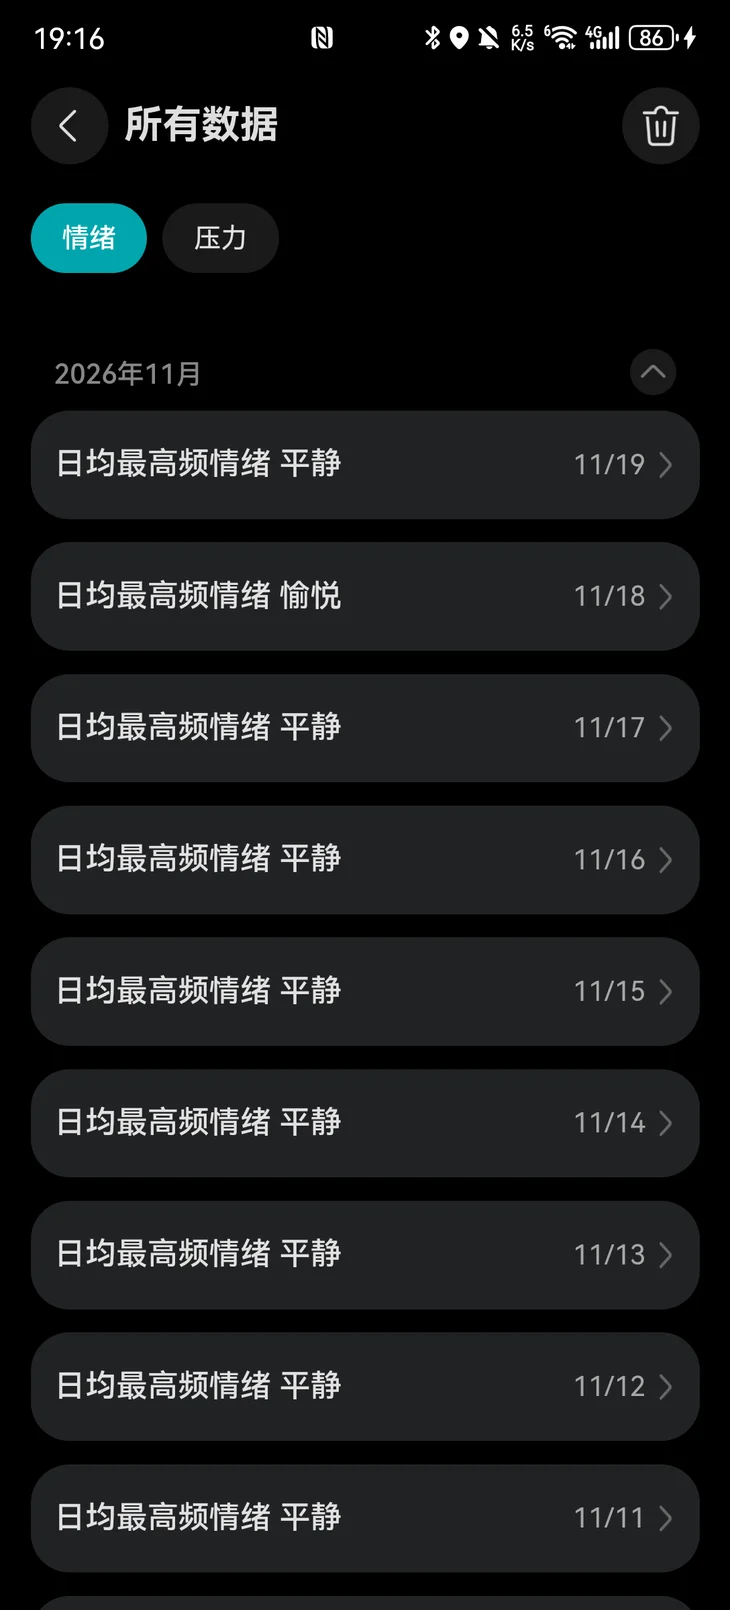 19:16 6.5 K/s 6 4G 86
所有数据
情绪 压力
2026年11月
日均最高频情绪 平静 11/19
日均最高频情绪 愉悦 11/18
日均最高频情绪 平静 11/17
日均最高频情绪 平静 11/16
日均最高频情绪 平静 11/15
日均最高频情绪 平静 11/14
日均最高频情绪 平静 11/13
日均最高频情绪 平静 11/12
日均最高频情绪 平静 11/11